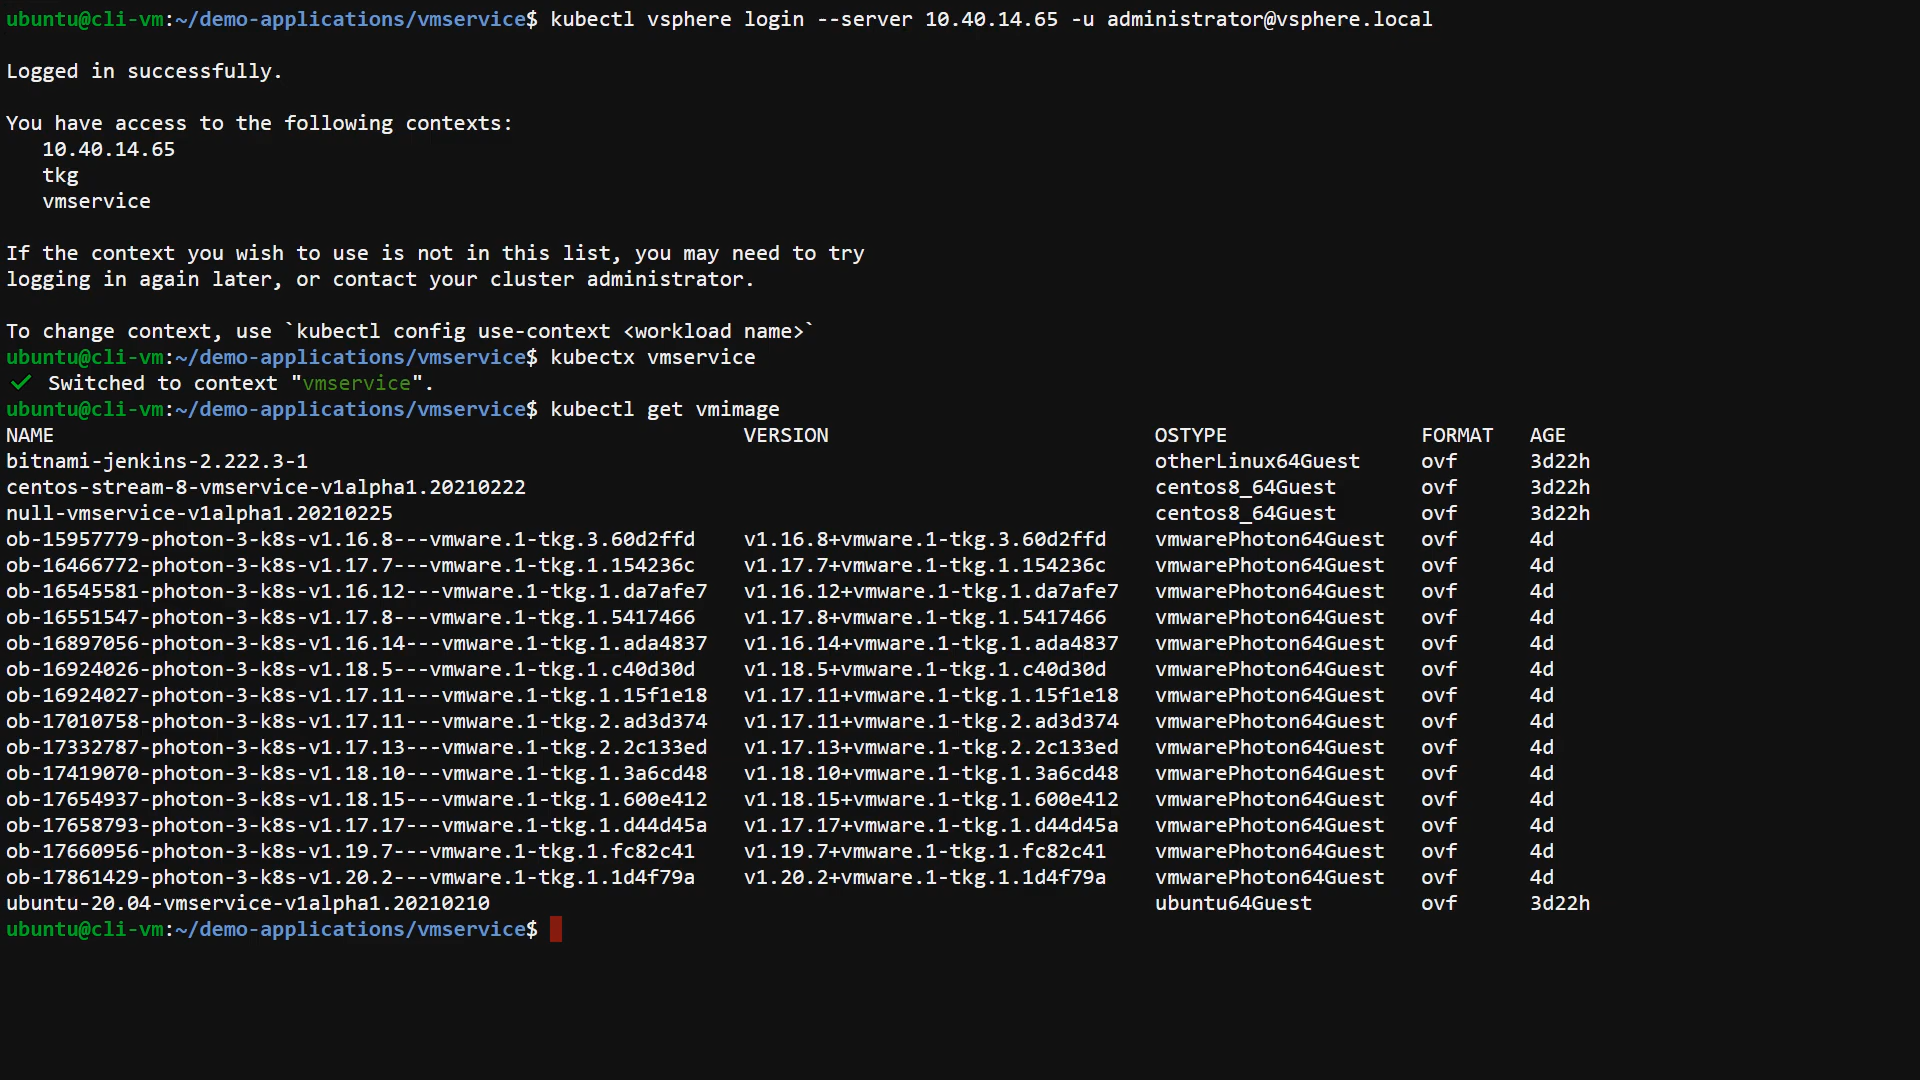 ubuntu@cli-vm:~/demo-applications/vmservice$ kubectl vsphere login --server 10.40.14.65 -u administrator@vsphere.local
Logged in successfully.
You have access to the following contexts:
10.40.14.65
tkg
vmservice
If the context you wish to use is not in this list, you may need to try
logging in again later, or contact your cluster administrator.
To change context, use `kubectl config use-context <workload name>`
ubuntu@cli-vm:~/demo-applications/vmservice$ kubectx vmservice
✓ Switched to context "vmservice".
ubuntu@cli-vm:~/demo-applications/vmservice$ kubectl get vmimage
NAME VERSION OSTYPE FORMAT AGE
bitnami-jenkins-2.222.3-1 otherLinux64Guest ovf 3d22h
centos-stream-8-vmservice-v1alpha1.20210222 centos8_64Guest ovf 3d22h
null-vmservice-v1alpha1.20210225 centos8_64Guest ovf 3d22h
ob-15957779-photon-3-k8s-v1.16.8---vmware.1-tkg.3.60d2ffd v1.16.8+vmware.1-tkg.3.60d2ffd vmwarePhoton64Guest ovf 4d
ob-16466772-photon-3-k8s-v1.17.7---vmware.1-tkg.1.154236c v1.17.7+vmware.1-tkg.1.154236c vmwarePhoton64Guest ovf 4d
ob-16545581-photon-3-k8s-v1.16.12---vmware.1-tkg.1.da7afe7 v1.16.12+vmware.1-tkg.1.da7afe7 vmwarePhoton64Guest ovf 4d
ob-16551547-photon-3-k8s-v1.17.8---vmware.1-tkg.1.5417466 v1.17.8+vmware.1-tkg.1.5417466 vmwarePhoton64Guest ovf 4d
ob-16897056-photon-3-k8s-v1.16.14---vmware.1-tkg.1.ada4837 v1.16.14+vmware.1-tkg.1.ada4837 vmwarePhoton64Guest ovf 4d
ob-16924026-photon-3-k8s-v1.18.5---vmware.1-tkg.1.c40d30d v1.18.5+vmware.1-tkg.1.c40d30d vmwarePhoton64Guest ovf 4d
ob-16924027-photon-3-k8s-v1.17.11---vmware.1-tkg.1.15f1e18 v1.17.11+vmware.1-tkg.1.15f1e18 vmwarePhoton64Guest ovf 4d
ob-17010758-photon-3-k8s-v1.17.11---vmware.1-tkg.2.ad3d374 v1.17.11+vmware.1-tkg.2.ad3d374 vmwarePhoton64Guest ovf 4d
ob-17332787-photon-3-k8s-v1.17.13---vmware.1-tkg.2.2c133ed v1.17.13+vmware.1-tkg.2.2c133ed vmwarePhoton64Guest ovf 4d
ob-17419070-photon-3-k8s-v1.18.10---vmware.1-tkg.1.3a6cd48 v1.18.10+vmware.1-tkg.1.3a6cd48 vmwarePhoton64Guest ovf 4d
ob-17654937-photon-3-k8s-v1.18.15---vmware.1-tkg.1.600e412 v1.18.15+vmware.1-tkg.1.600e412 vmwarePhoton64Guest ovf 4d
ob-17658793-photon-3-k8s-v1.17.17---vmware.1-tkg.1.d44d45a v1.17.17+vmware.1-tkg.1.d44d45a vmwarePhoton64Guest ovf 4d
ob-17660956-photon-3-k8s-v1.19.7---vmware.1-tkg.1.fc82c41 v1.19.7+vmware.1-tkg.1.fc82c41 vmwarePhoton64Guest ovf 4d
ob-17861429-photon-3-k8s-v1.20.2---vmware.1-tkg.1.1d4f79a v1.20.2+vmware.1-tkg.1.1d4f79a vmwarePhoton64Guest ovf 4d
ubuntu-20.04-vmservice-v1alpha1.20210210 ubuntu64Guest ovf 3d22h
ubuntu@cli-vm:~/demo-applications/vmservice$